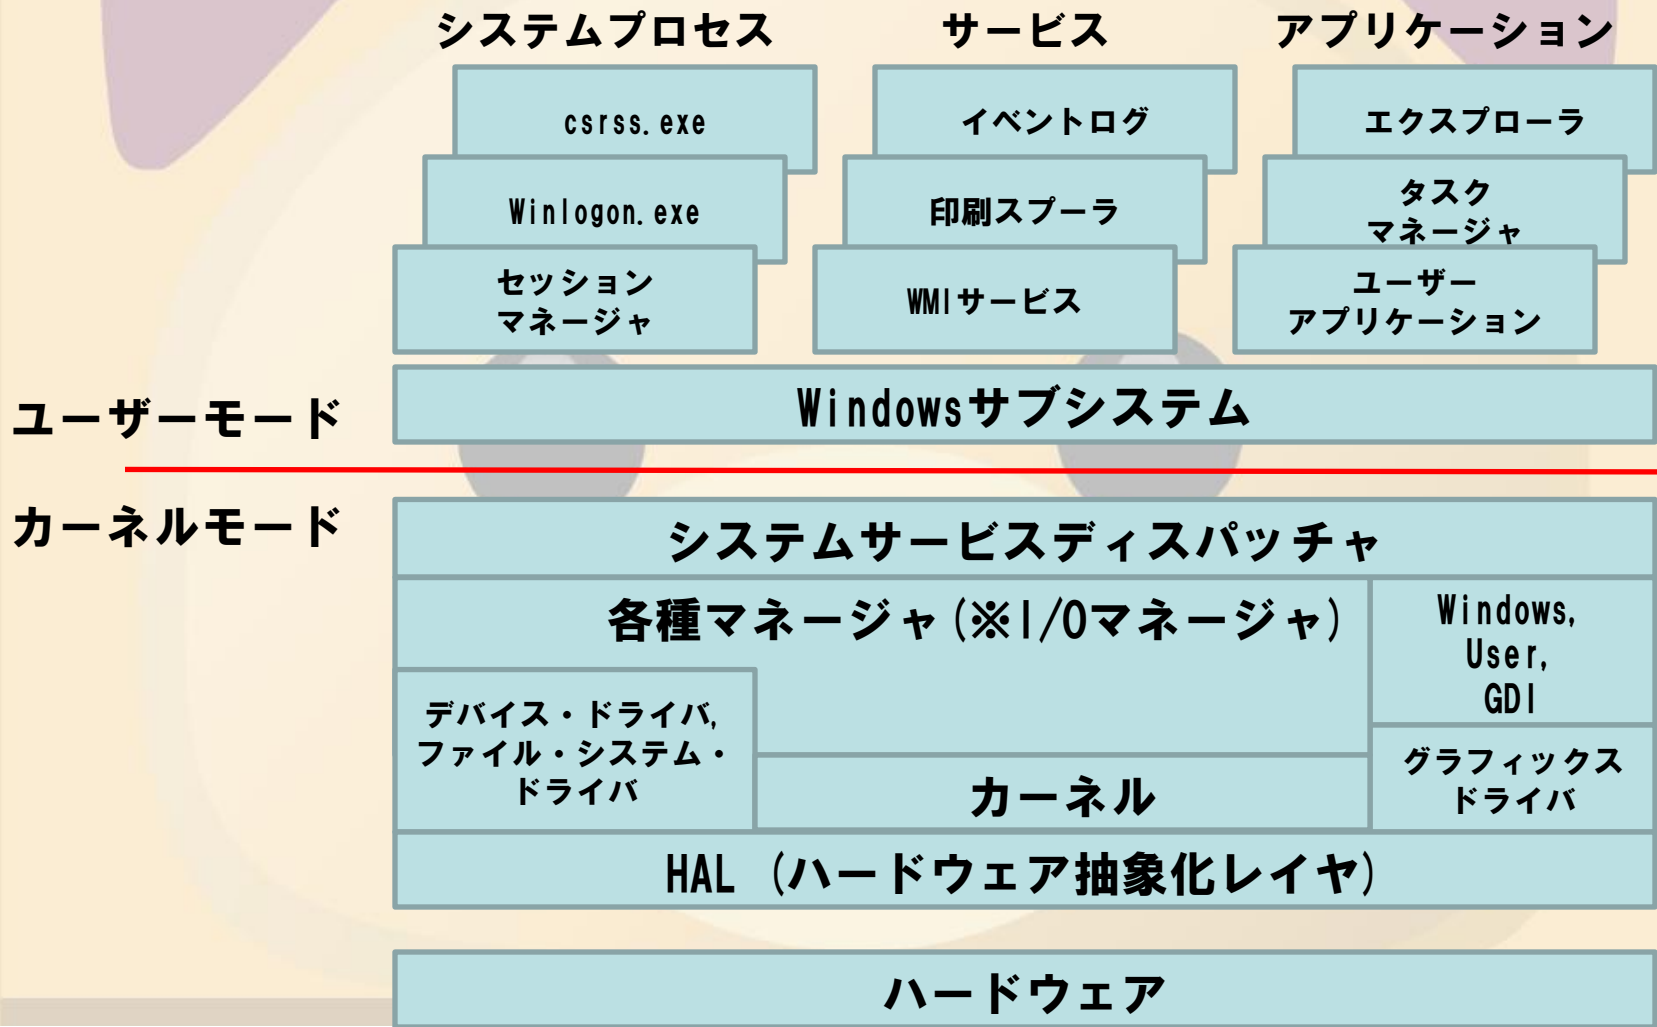 システムプロセス
サービス
アプリケーション
csrss.exe
イベントログ
エクスプローラ
Winlogon.exe
印刷スプーラ
タスク
マネージャ
セッション
マネージャ
WMIサービス
ユーザー
アプリケーション
ユーザーモード
Windowsサブシステム
カーネルモード
システムサービスディスパッチャ
各種マネージャ(※I/Oマネージャ)
Windows,
User,
GDI
デバイス・ドライバ,
ファイル・システム・
ドライバ
カーネル
グラフィックス
ドライバ
HAL (ハードウェア抽象化レイヤ)
ハードウェア